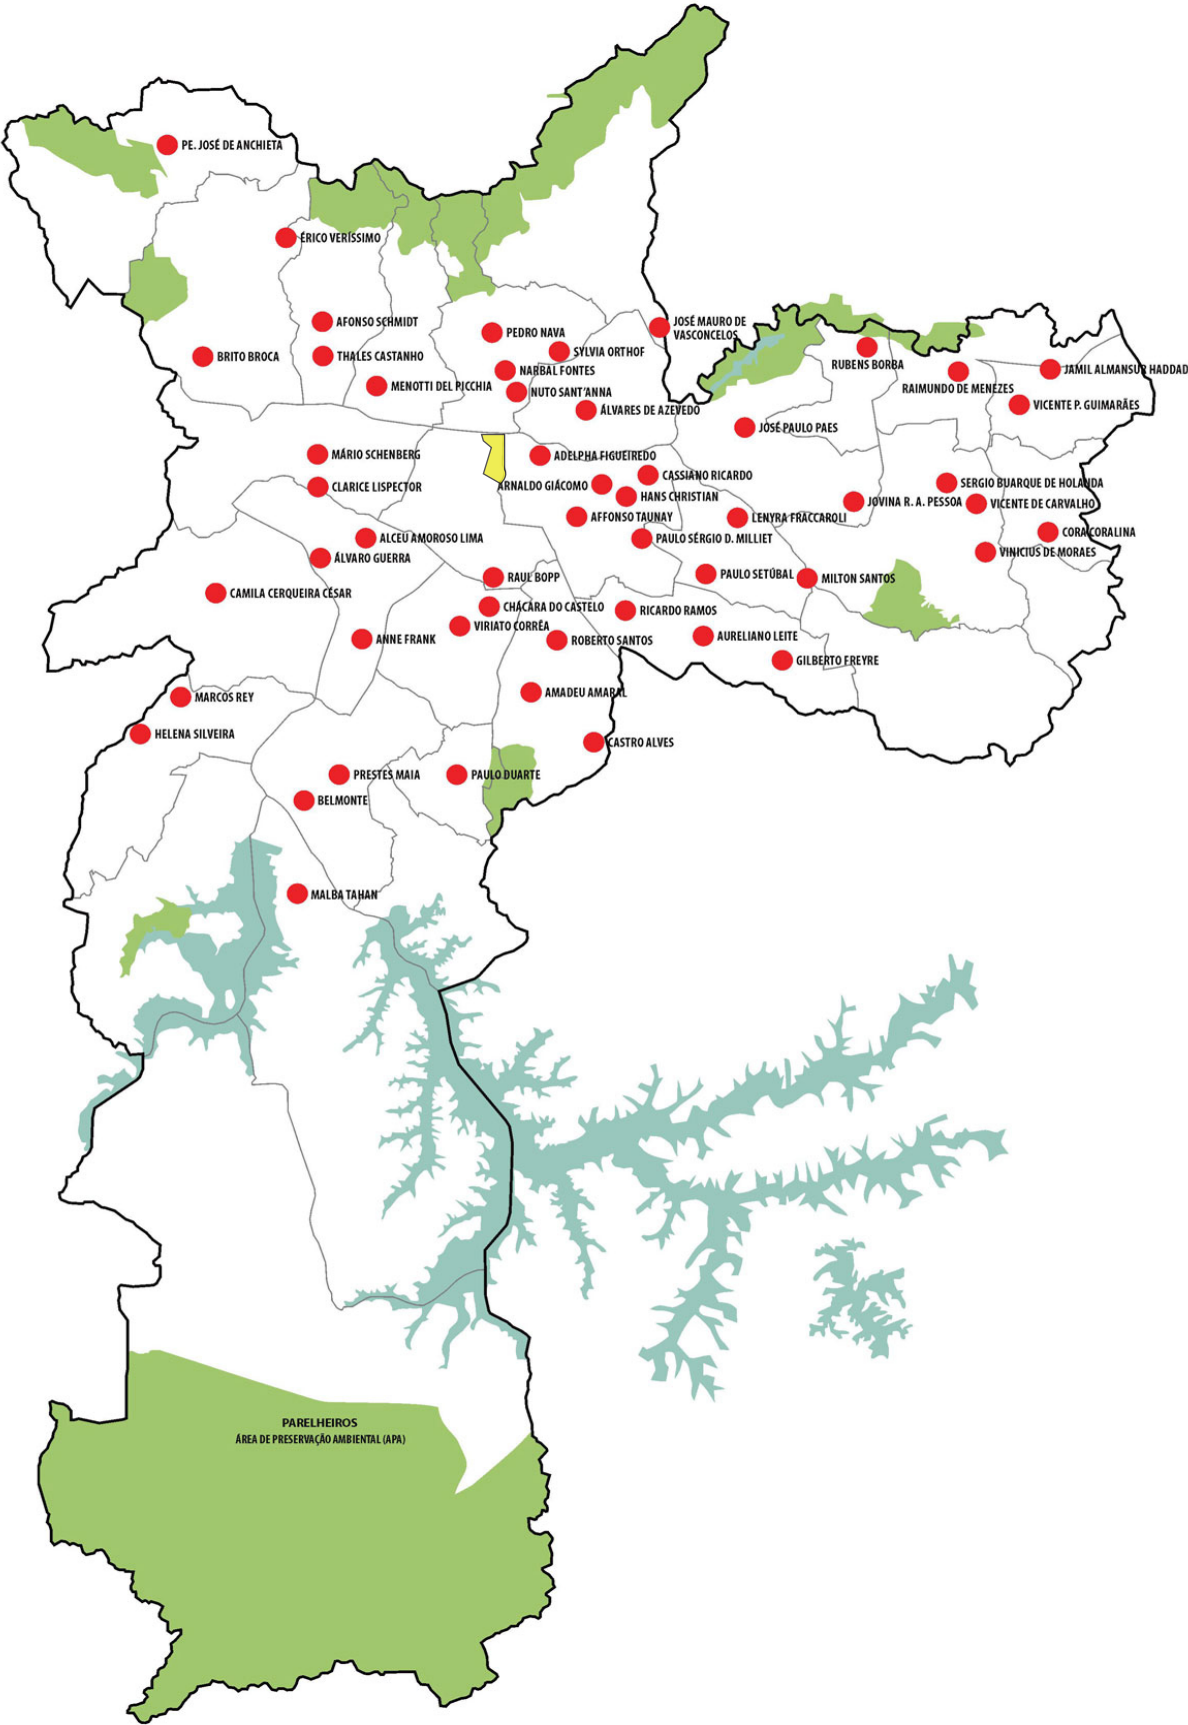 PE. JOSÉ DE ANCHIETA
ÉRICO VERÍSSIMO
AFONSO SCHMIDT
JOSÉ MAURO DE
VASCONCELOS
PEDRO NAVA
SYLVIA ORTHOF
BRITO BROCA
THALES CASTANHO
RUBENS BORBA
NARBAL FONTES
JAMIL ALMANSUR HADDAD
MENOTTI DEL PICCHIA
RAIMUNDO DE MENEZES
NUTO SANT'ANNA
VICENTE P. GUIMARÃES
ÁLVARES DE AZEVEDO
JOSÉ PAULO PAES
MÁRIO SCHENBERG
ADELPHA FIGUEIREDO
CASSIANO RICARDO
CLARICE LISPECTOR
ARNALDO GIÁCOMO
SERGIO BUARQUE DE HOLANDA
HANS CHRISTIAN
JOVINA R. A. PESSOA
VICENTE DE CARVALHO
AFFONSO TAUNAY
LENYRA FRACCAROLI
CORA CORALINA
ALCEU AMOROSO LIMA
PAULO SÉRGIO D. MILLIET
ÁLVARO GUERRA
VINICIUS DE MORAES
RAUL BOPP
PAULO SETÚBAL
MILTON SANTOS
CAMILA CERQUEIRA CÉSAR
CHÁCARA DO CASTELO
RICARDO RAMOS
VIRIATO CORRÊA
ANNE FRANK
ROBERTO SANTOS
AURELIANO LEITE
GILBERTO FREYRE
MARCOS REY
AMADEU AMARAL
HELENA SILVEIRA
CASTRO ALVES
PRESTES MAIA
PAULO DUARTE
BELMONTE
MALBA TAHAN
PARELHEIROS
ÁREA DE PRESERVAÇÃO AMBIENTAL (APA)